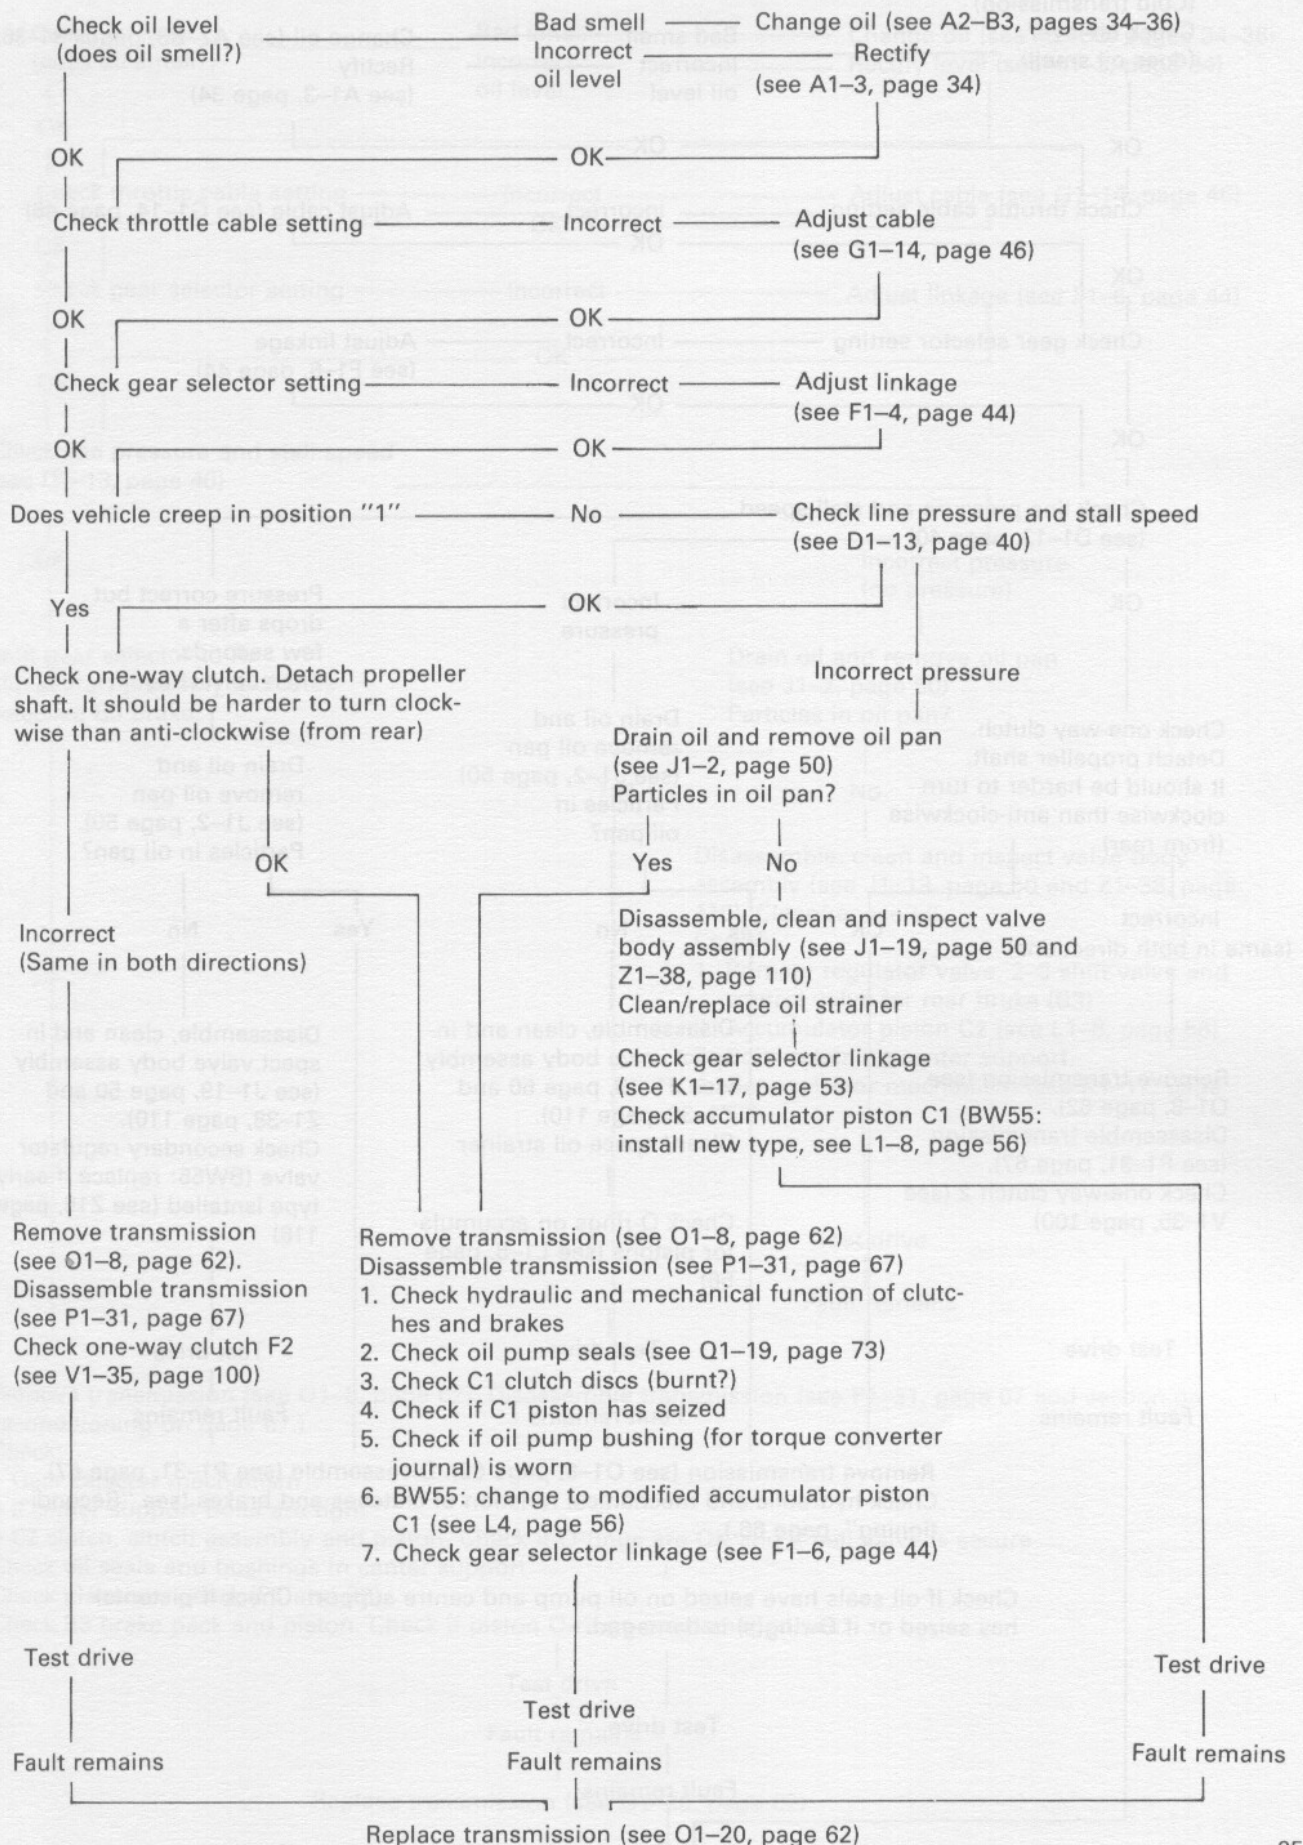 Check oil level
(does oil smell?)
Bad smell
Change oil (see A2–B3, pages 34–36)
Incorrect
oil level
Rectify
(see A1–3, page 34)
OK
OK
Check throttle cable setting
Incorrect
Adjust cable
(see G1–14, page 46)
OK
OK
Check gear selector setting
Incorrect
Adjust linkage
(see F1–4, page 44)
OK
OK
Does vehicle creep in position "1"
No
Check line pressure and stall speed
(see D1–13, page 40)
Yes
OK
Incorrect pressure
Check one-way clutch. Detach propeller
shaft. It should be harder to turn clock-
wise than anti-clockwise (from rear)
Drain oil and remove oil pan
(see J1–2, page 50)
Particles in oil pan?
OK
Yes
No
Incorrect
(Same in both directions)
Disassemble, clean and inspect valve
body assembly (see J1–19, page 50 and
Z1–38, page 110)
Clean/replace oil strainer
Check gear selector linkage
(see K1–17, page 53)
Check accumulator piston C1 (BW55:
install new type, see L1–8, page 56)
Remove transmission
(see O1–8, page 62).
Disassemble transmission
(see P1–31, page 67)
Check one-way clutch F2
(see V1–35, page 100)
Remove transmission (see O1–8, page 62)
Disassemble transmission (see P1–31, page 67)
1. Check hydraulic and mechanical function of clutc-
hes and brakes
2. Check oil pump seals (see Q1–19, page 73)
3. Check C1 clutch discs (burnt?)
4. Check if C1 piston has seized
5. Check if oil pump bushing (for torque converter
journal) is worn
6. BW55: change to modified accumulator piston
C1 (see L4, page 56)
7. Check gear selector linkage (see F1–6, page 44)
Test drive
Test drive
Test drive
Fault remains
Fault remains
Fault remains
Replace transmission (see O1–20, page 62)